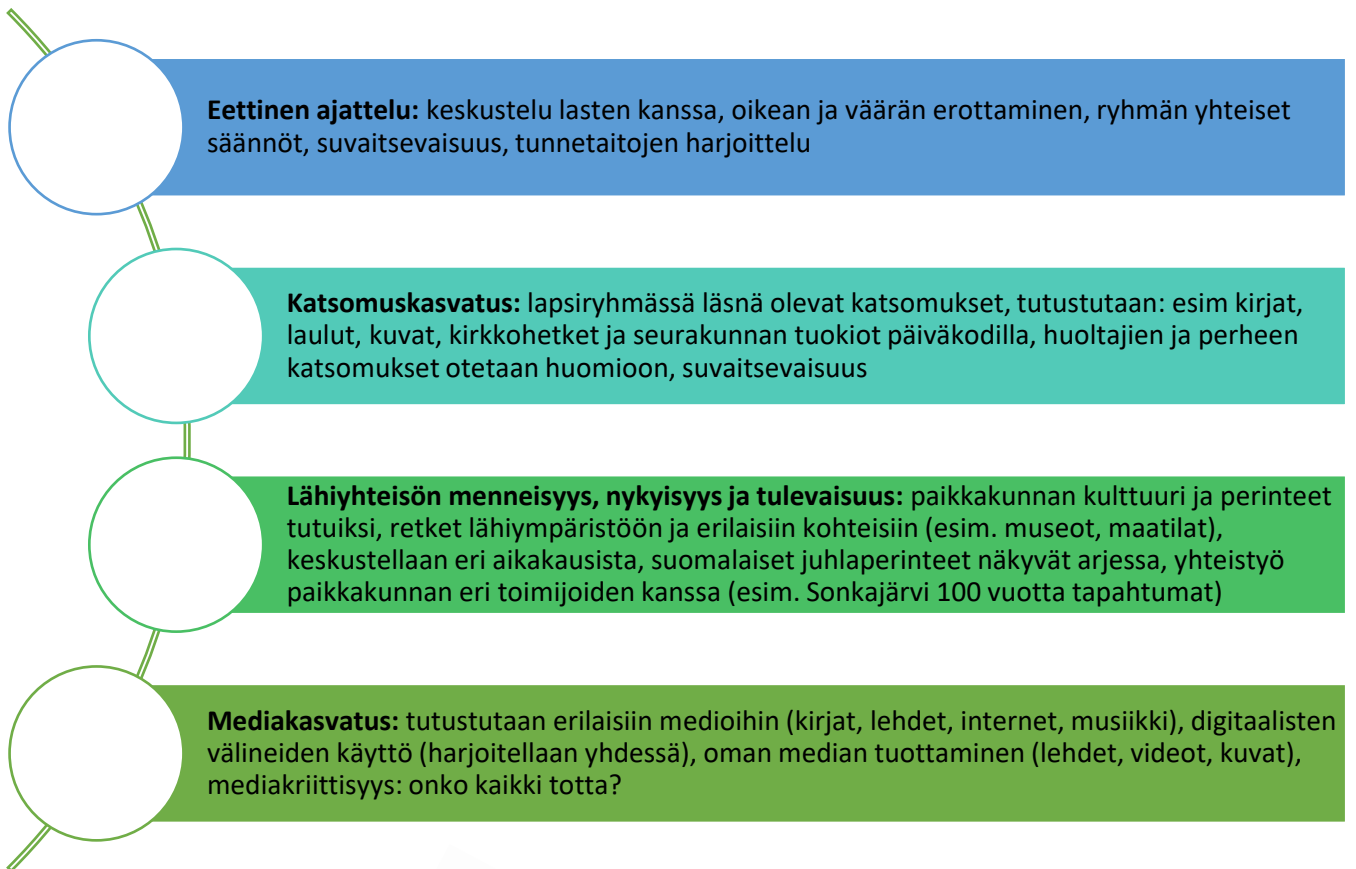 Eettinen ajattelu: keskustelu lasten kanssa, oikean ja väärän erottaminen, ryhmän yhteiset
säännöt, suvaitsevaisuus, tunnetaitojen harjoittelu
Katsomuskasvatus: lapsiryhmässä läsnä olevat katsomukset, tutustutaan: esim kirjat,
laulut, kuvat, kirkkohetket ja seurakunnan tuokiot päiväkodilla, huoltajien ja perheen
katsomukset otetaan huomioon, suvaitsevaisuus
Lähiyhteisön menneisyys, nykyisyys ja tulevaisuus: paikkakunnan kulttuuri ja perinteet
tutuiksi, retket lähiympäristöön ja erilaisiin kohteisiin (esim. museot, maatilat),
keskustellaan eri aikakausista, suomalaiset juhlaperinteet näkyvät arjessa, yhteistyö
paikkakunnan eri toimijoiden kanssa (esim. Sonkajärvi 100 vuotta tapahtumat)
Mediakasvatus: tutustutaan erilaisiin medioihin (kirjat, lehdet, internet, musiikki), digitaalisten
välineiden käyttö (harjoitellaan yhdessä), oman median tuottaminen (lehdet, videot, kuvat),
mediakriittisyys: onko kaikki totta?